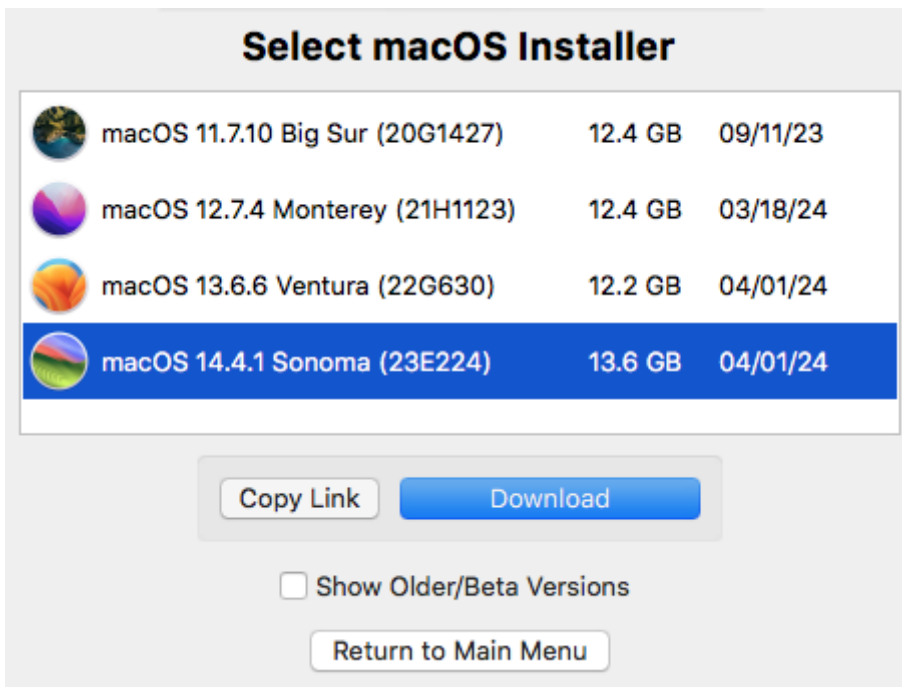 Select macOS Installer
macOS 11.7.10 Big Sur (20G1427) 12.4 GB 09/11/23
macOS 12.7.4 Monterey (21H1123) 12.4 GB 03/18/24
macOS 13.6.6 Ventura (22G630) 12.2 GB 04/01/24
macOS 14.4.1 Sonoma (23E224) 13.6 GB 04/01/24
Copy Link Download
Show Older/Beta Versions
Return to Main Menu